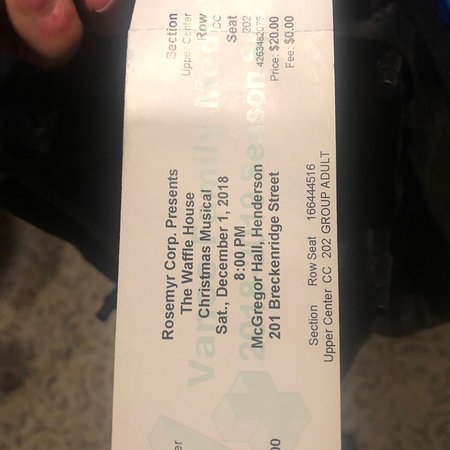 Section
Upper Center
Row
CC
Seat
202
Price: $20.00
Fee: $0.00
Rosemyr Corp. Presents
The Waffle House
Christmas Musical
Sat., December 1, 2018
8:00 PM
McGregor Hall, Henderson
201 Breckenridge Street
Section Row Seat 166444516
Upper Center CC 202 GROUP ADULT